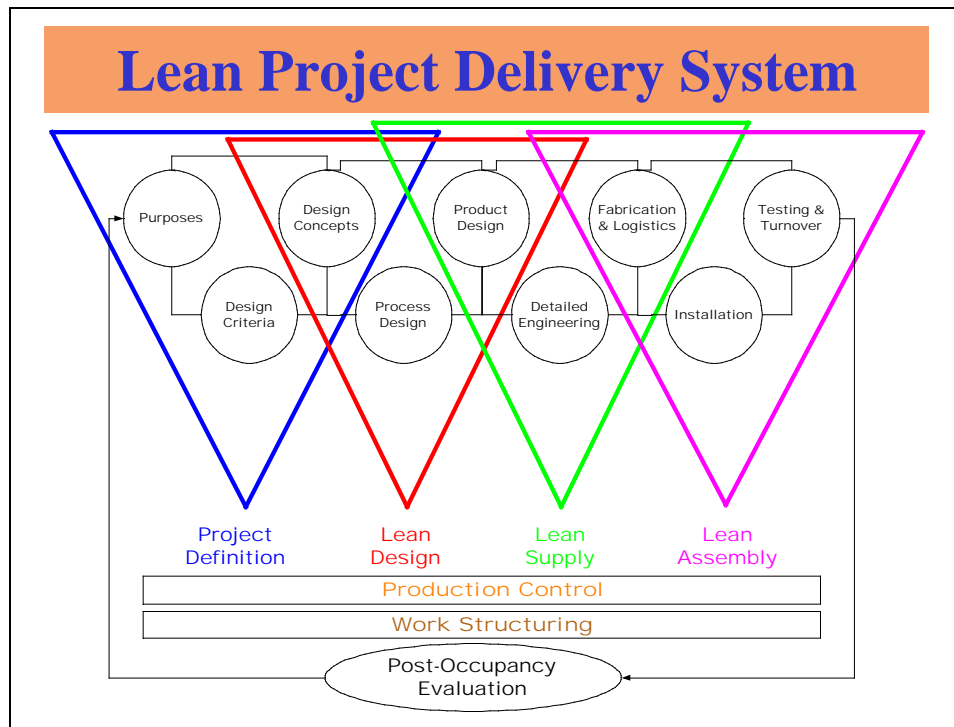 Lean Project Delivery System
Purposes
Design
Concepts
Product
Design
Fabrication
& Logistics
Testing &
Turnover
Design
Criteria
Process
Design
Detailed
Engineering
Installation
Project
Definition
Lean
Design
Lean
Supply
Lean
Assembly
Production Control
Work Structuring
Post-Occupancy
Evaluation